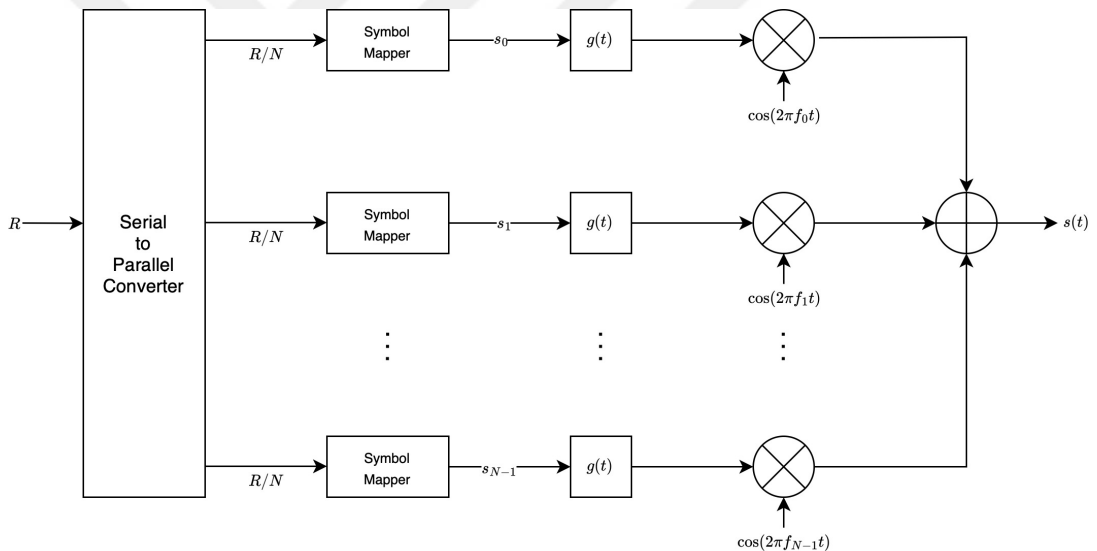 R
Serial
to
Parallel
Converter
R/N
Symbol
Mapper
s_0
g(t)
cos(2πf_0t)
R/N
Symbol
Mapper
s_1
g(t)
cos(2πf_1t)
s(t)
R/N
Symbol
Mapper
s_{N−1}
g(t)
cos(2πf_{N−1}t)